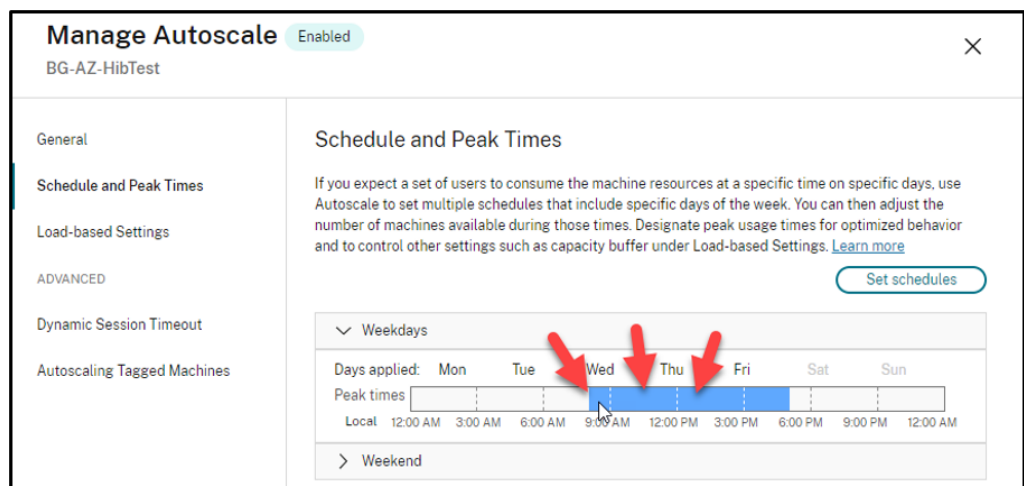 Manage Autoscale Enabled
BG-AZ-HibTest
General
Schedule and Peak Times
Load-based Settings
ADVANCED
Dynamic Session Timeout
Autoscaling Tagged Machines
Schedule and Peak Times
If you expect a set of users to consume the machine resources at a specific time on specific days, use
Autoscale to set multiple schedules that include specific days of the week. You can then adjust the
number of machines available during those times. Designate peak usage times for optimized behavior
and to control other settings such as capacity buffer under Load-based Settings. Learn more
Set schedules
Weekdays
Days applied: Mon Tue Wed Thu Fri Sat Sun
Peak times
Local 12:00 AM 3:00 AM 6:00 AM 9:00 AM 12:00 PM 3:00 PM 6:00 PM 9:00 PM 12:00 AM
Weekend